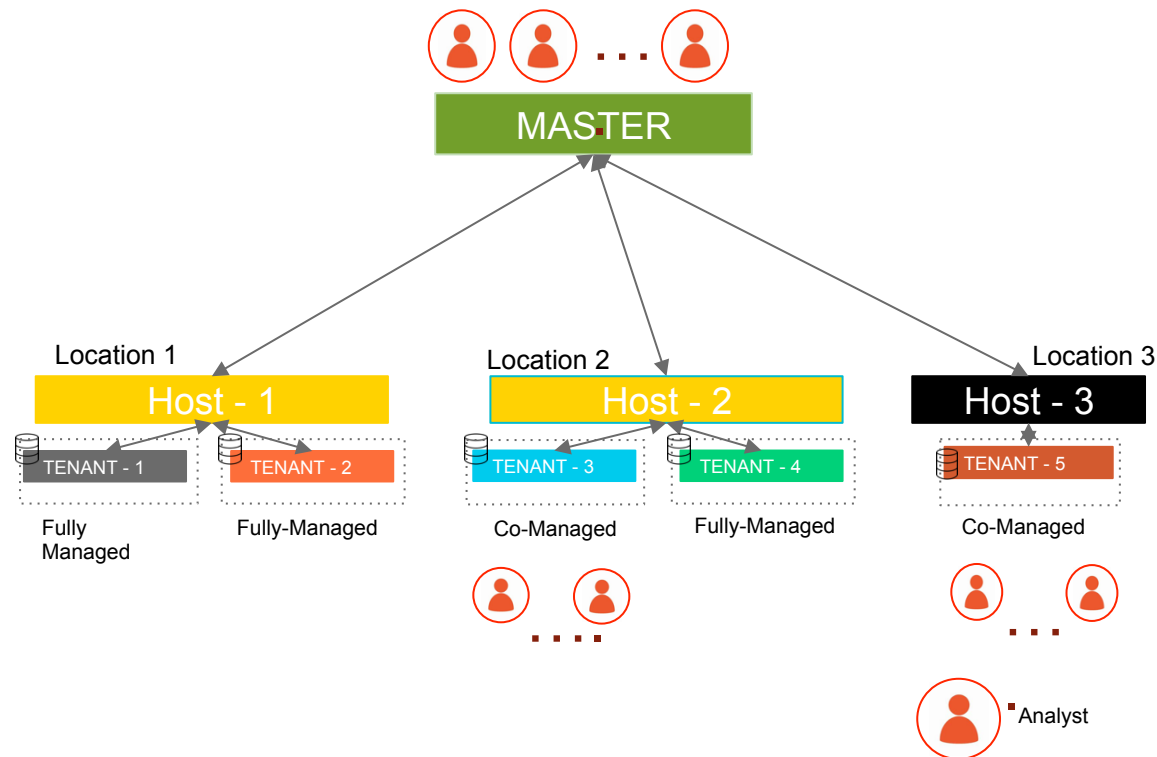 MASTER
Location 1
Location 2
Location 3
Host - 1
Host - 2
Host - 3
TENANT - 1
TENANT - 2
TENANT - 3
TENANT - 4
TENANT - 5
Fully
Managed
Fully-Managed
Co-Managed
Fully-Managed
Co-Managed
Analyst